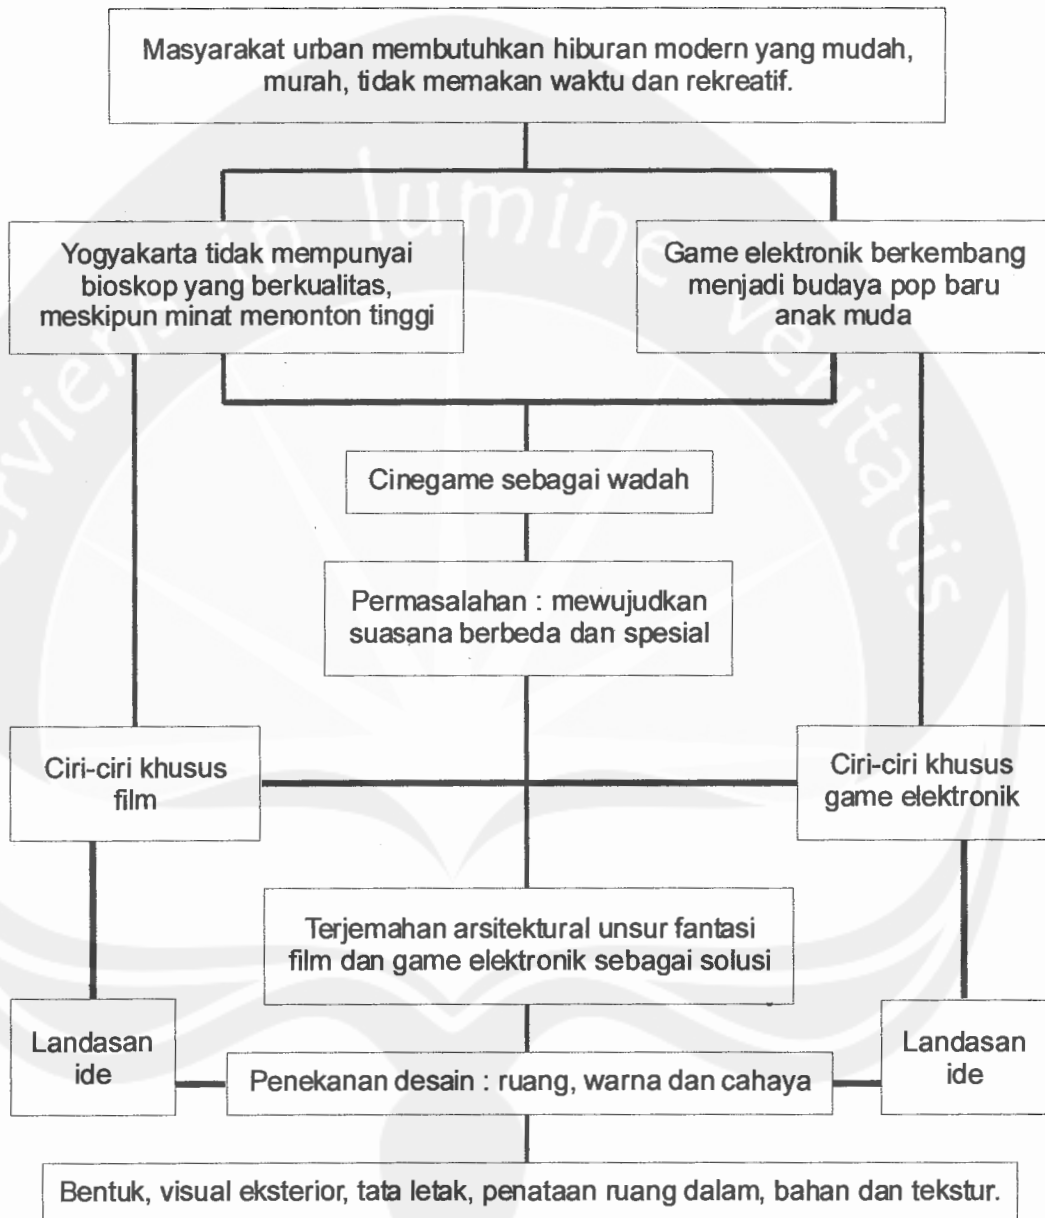 Masyarakat urban membutuhkan hiburan modern yang mudah,
murah, tidak memakan waktu dan rekreatif.
Yogyakarta tidak mempunyai
bioskop yang berkualitas,
meskipun minat menonton tinggi
Game elektronik berkembang
menjadi budaya pop baru
anak muda
Cinegame sebagai wadah
Permasalahan : mewujudkan
suasana berbeda dan spesial
Ciri-ciri khusus
film
Ciri-ciri khusus
game elektronik
Terjemahan arsitektural unsur fantasi
film dan game elektronik sebagai solusi
Landasan
ide
Landasan
ide
Penekanan desain : ruang, warna dan cahaya
Bentuk, visual eksterior, tata letak, penataan ruang dalam, bahan dan tekstur.
erviens in lumine veritatis